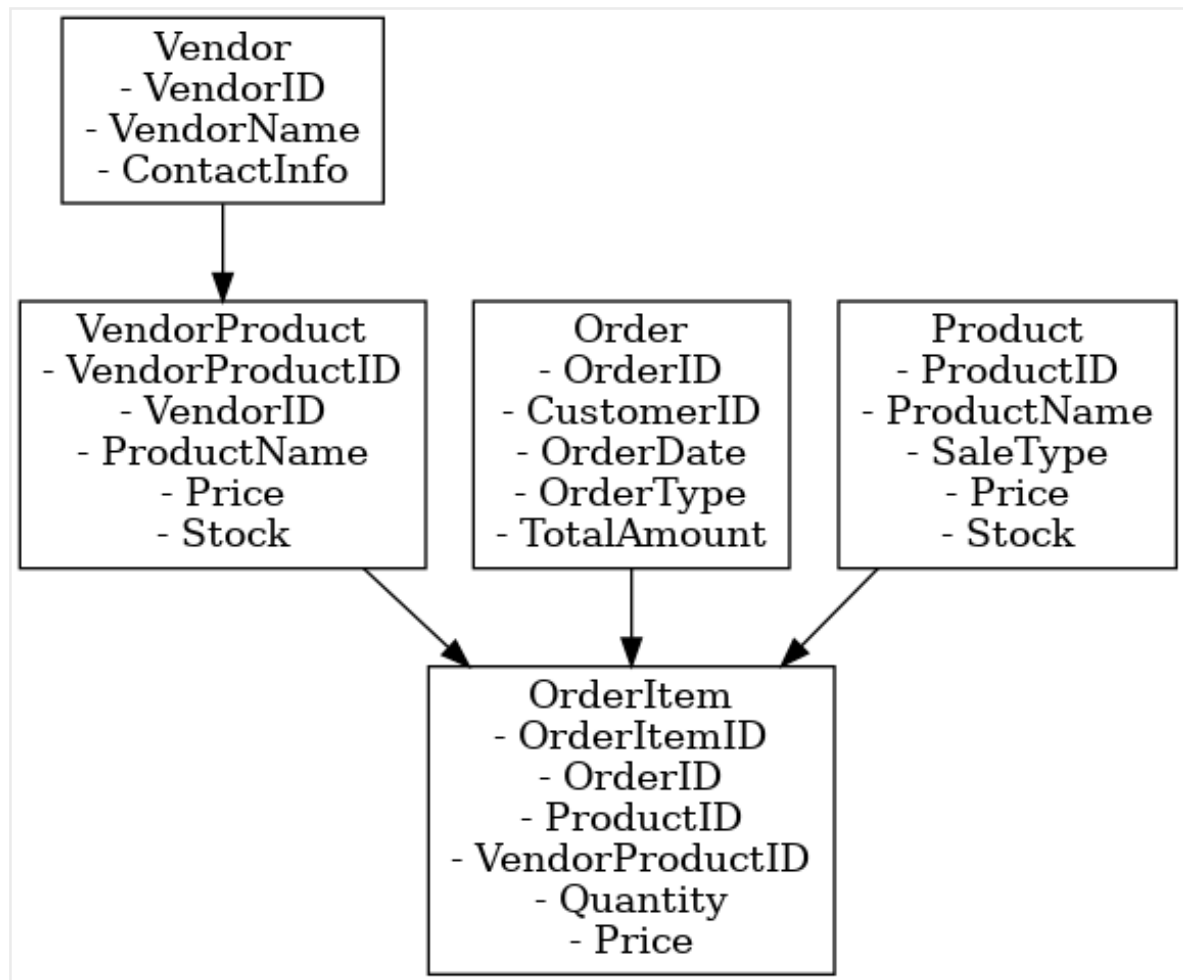 Vendor
- VendorID
- VendorName
- ContactInfo
VendorProduct
- VendorProductID
- VendorID
- ProductName
- Price
- Stock
Order
- OrderID
- CustomerID
- OrderDate
- OrderType
- TotalAmount
Product
- ProductID
- ProductName
- SaleType
- Price
- Stock
OrderItem
- OrderItemID
- OrderID
- ProductID
- VendorProductID
- Quantity
- Price